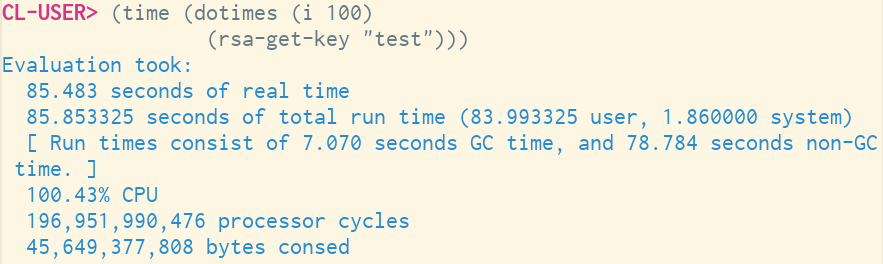 CL-USER> (time (dotimes (i 100)
(rsa-get-key "test")))
Evaluation took:
85.483 seconds of real time
85.853325 seconds of total run time (83.993325 user, 1.860000 system)
[ Run times consist of 7.070 seconds GC time, and 78.784 seconds non-GC
time. ]
100.43% CPU
196,951,990,476 processor cycles
45,649,377,808 bytes consed